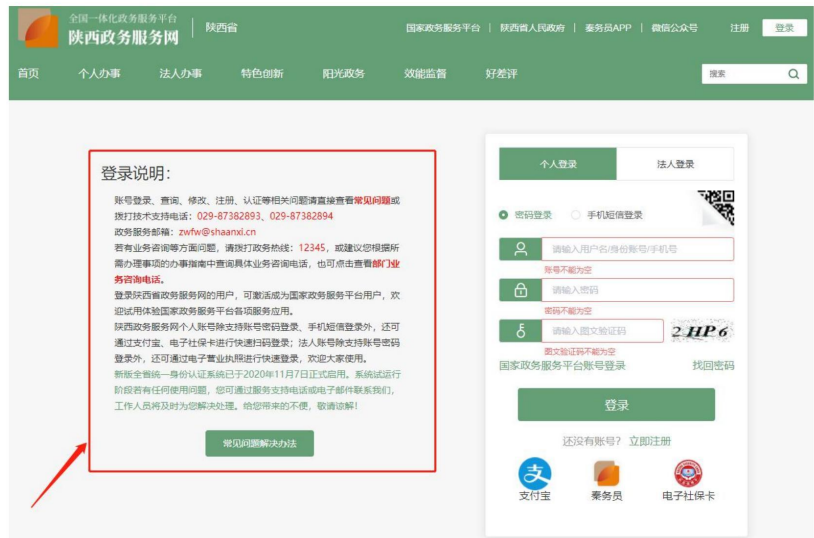 全国一体化政务服务平台
陕西政务服务网
陕西省
国家政务服务平台 | 陕西省人民政府 | 秦务员APP | 微信公众号
注册
登录
首页 个人办事 法人办事 特色创新 阳光政务 效能监督 好差评
搜索
登录说明：
账号登录、查询、修改、注册、认证等相关问题请直接查看常见问题或
拨打技术支持电话：029-87382893、029-87382894
政务服务邮箱：zwfw@shaanxi.cn
若有业务咨询等方面问题，请拨打政务热线：12345，或建议您根据所
需办理事项的办事指南中查询具体业务咨询电话，也可点击查看部门业
务咨询电话。
登录陕西省政务服务网的用户，可激活成为国家政务服务平台用户，欢
迎试用体验国家政务服务平台各项服务应用。
陕西政务服务网个人账号除支持账号密码登录、手机短信登录外，还可
通过支付宝、电子社保卡进行快速扫码登录；法人账号除支持账号密码
登录外，还可通过电子营业执照进行快速登录，欢迎大家使用。
新版全省统一身份认证系统已于2020年11月7日正式启用。系统试运行
阶段若有任何使用问题，您可通过服务支持电话或电子邮件联系我们，
工作人员将及时为您解决处理。给您带来的不便，敬请谅解！
常见问题解决办法
个人登录 法人登录
密码登录 手机短信登录
请输入用户名/身份账号/手机号
账号不能为空
请输入密码
密码不能为空
请输入图文验证码
2HP6
图文验证码不能为空
国家政务服务平台账号登录 找回密码
登录
还没有账号？ 立即注册
支付宝 秦务员 电子社保卡